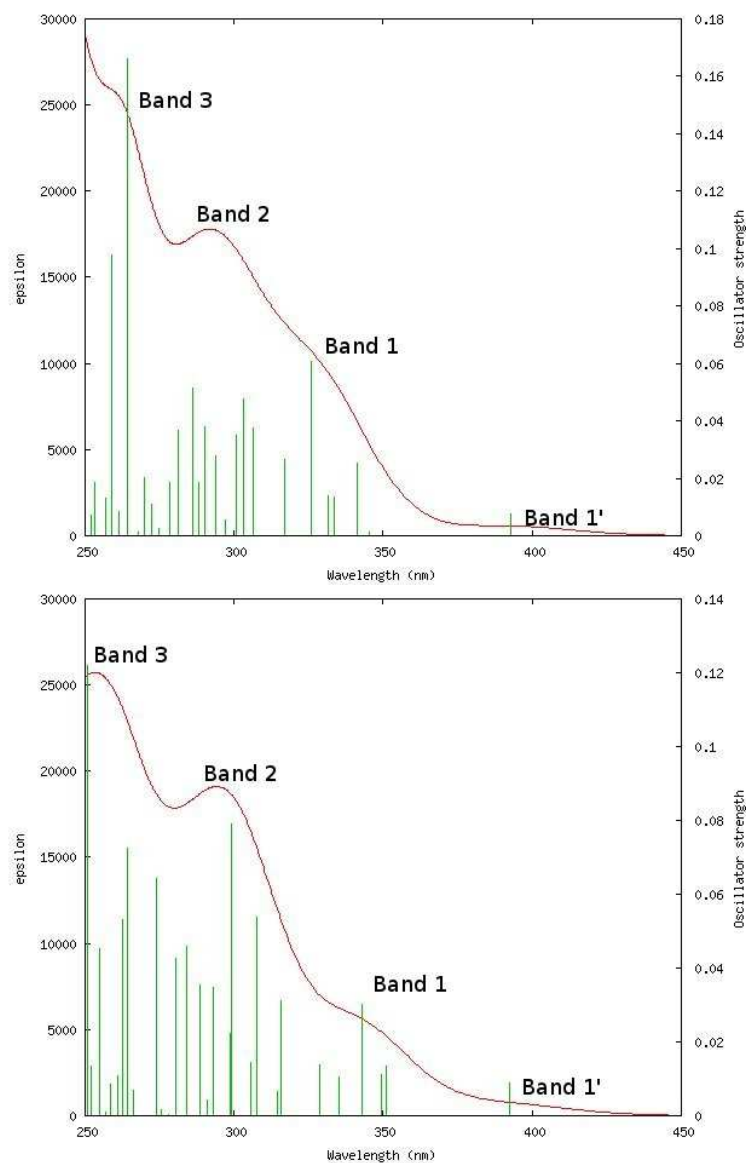 30000
25000
20000
15000
10000
5000
0
epsilon
0.18
0.16
0.14
0.12
0.1
0.08
0.06
0.04
0.02
0
Oscillator strength
Band 3
Band 2
Band 1
Band 1'
250 300 350 400 450
Wavelength (nm)
30000
25000
20000
15000
10000
5000
0
epsilon
0.14
0.12
0.1
0.08
0.06
0.04
0.02
0
Oscillator strength
Band 3
Band 2
Band 1
Band 1'
250 300 350 400 450
Wavelength (nm)